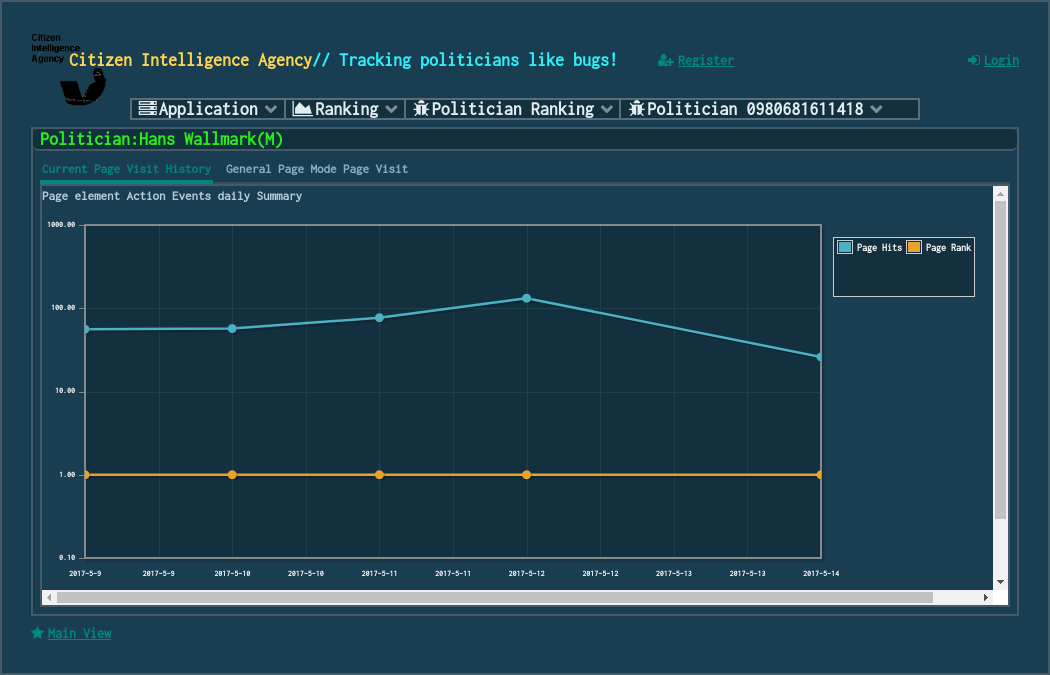 Citizen
Intelligence
Agency
Citizen Intelligence Agency// Tracking politicians like bugs!
Register
Login
Application
Ranking
Politician Ranking
Politician 0980681611418
Politician:Hans Wallmark(M)
Current Page Visit History
General Page Mode Page Visit
Page element Action Events daily Summary
1000.00
100.00
10.00
1.00
0.10
2017-5-9 2017-5-9 2017-5-10 2017-5-10 2017-5-11 2017-5-11 2017-5-12 2017-5-12 2017-5-13 2017-5-13 2017-5-14
Page Hits Page Rank
Main View